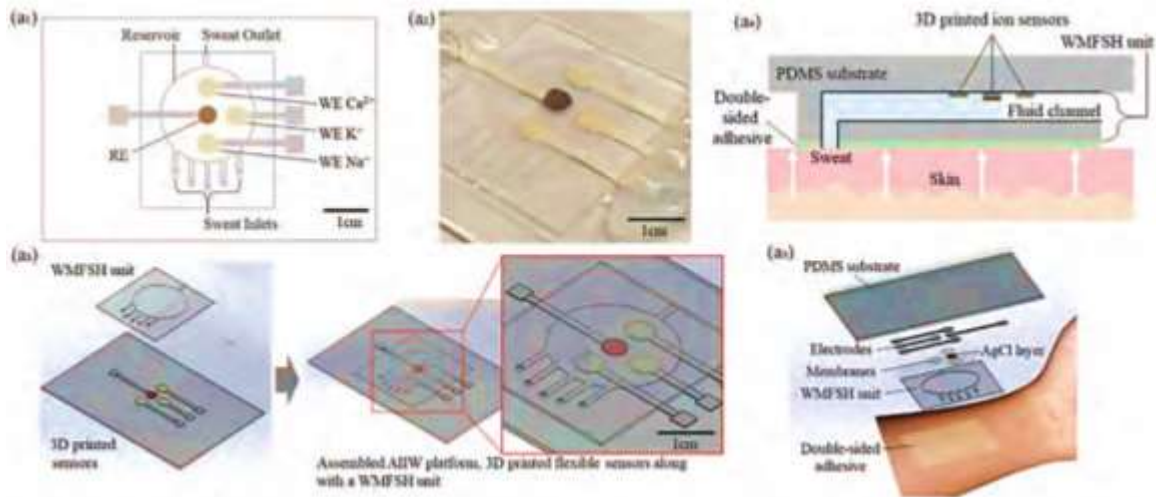 (a₁)
Reservoir
Sweat Outlet
WE Ca²⁺
WE K⁺
WE Na⁺
RE
Sweat Inlets
1cm
(a₂)
1cm
(a₄)
3D printed ion sensors
WMFSH unit
PDMS substrate
Double-
sided
adhesive
Fluid channel
Sweat
Skin
(a₃)
WMFSH unit
3D printed
sensors
1cm
Assembled AIIW platform, 3D printed flexible sensors along
with a WMFSH unit
(a₅)
PDMS substrate
Electrodes
AgCl layer
Membranes
WMFSH unit
Double-sided
adhesive